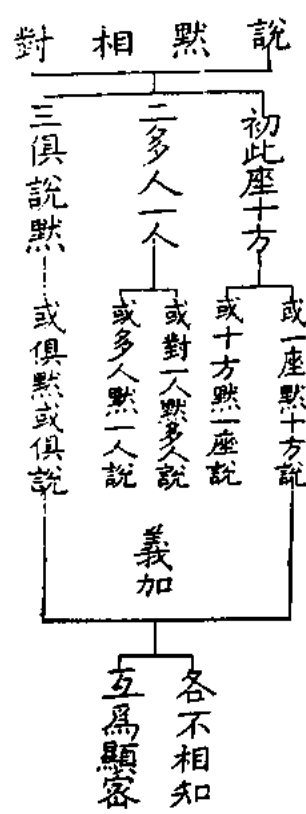 說默相對
初此座十方
二多人一人
三俱說默
或一座默十方說
或十方默一座說
或對一人默多人說
或多人默一人說
或俱默或俱說
義加
各不相知
互爲顯密